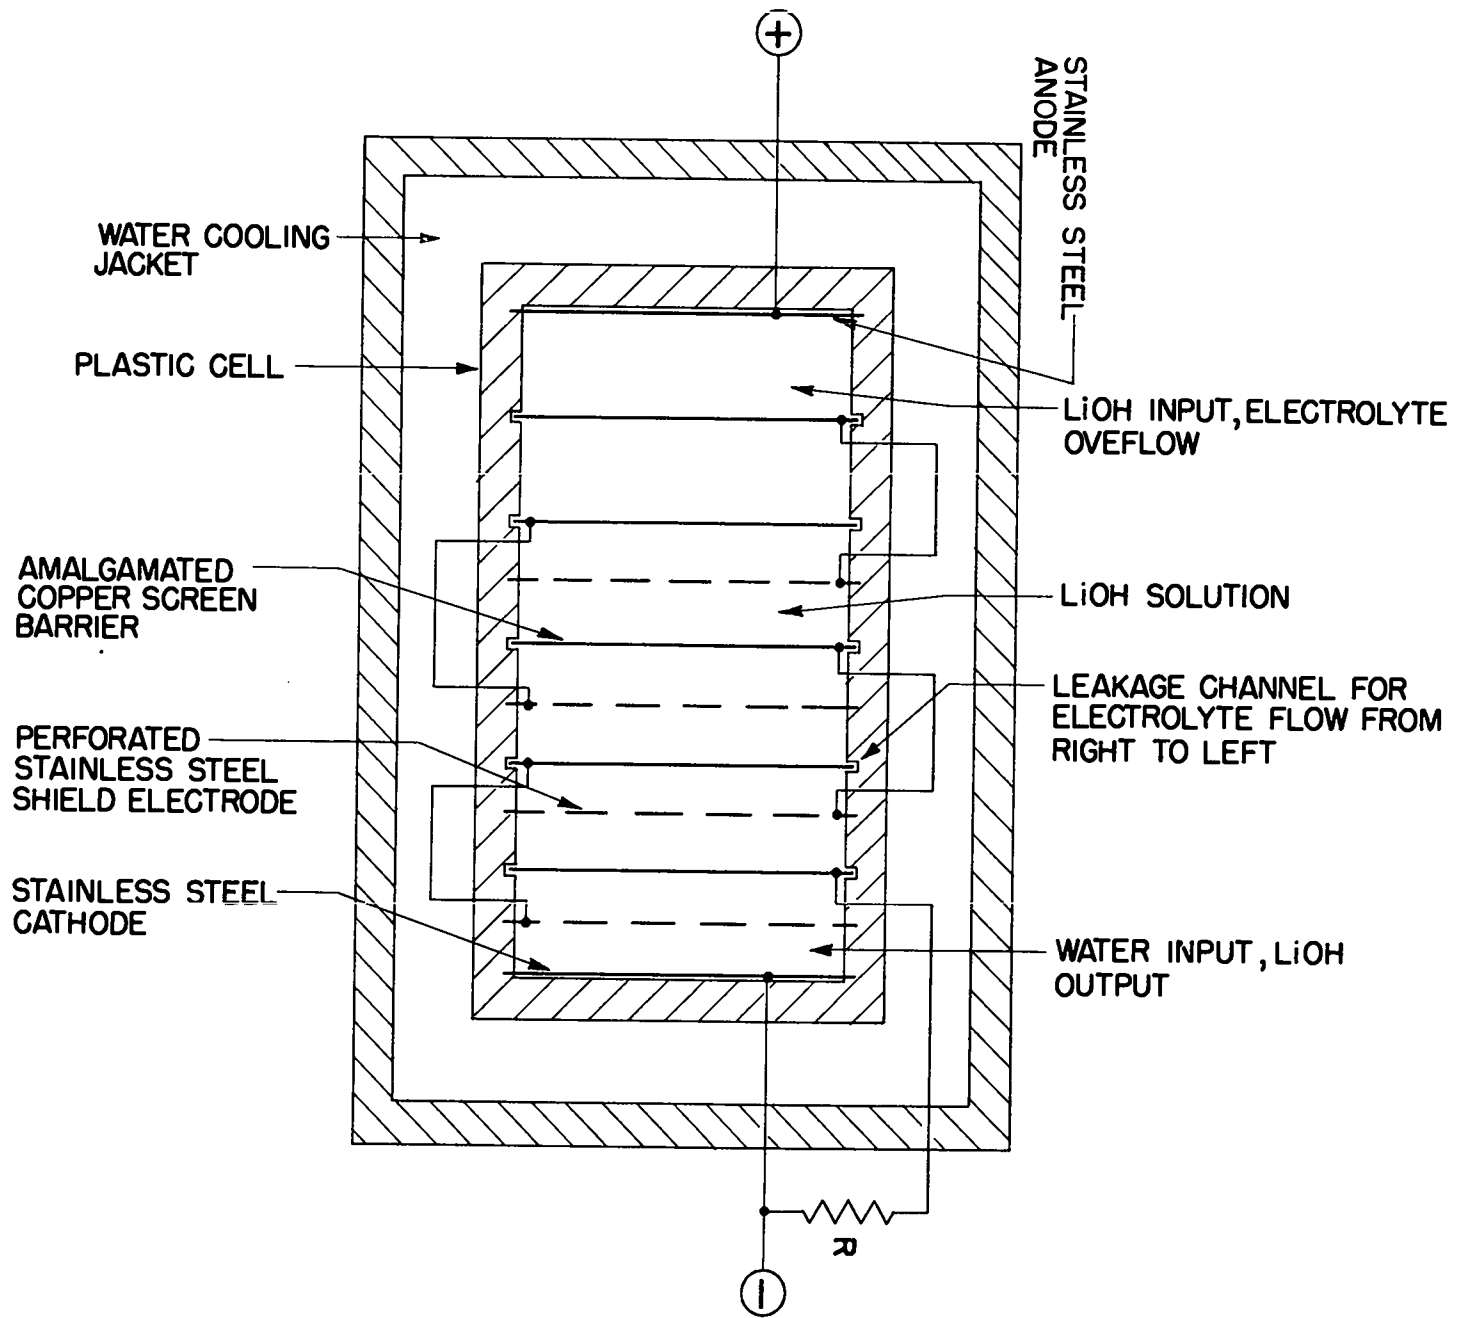 +
STAINLESS STEEL
ANODE
WATER COOLING
JACKET
PLASTIC CELL
LiOH INPUT, ELECTROLYTE
OVEFLOW
AMALGAMATED
COPPER SCREEN
BARRIER
LiOH SOLUTION
LEAKAGE CHANNEL FOR
ELECTROLYTE FLOW FROM
RIGHT TO LEFT
PERFORATED
STAINLESS STEEL
SHIELD ELECTRODE
STAINLESS STEEL
CATHODE
WATER INPUT, LiOH
OUTPUT
R
−